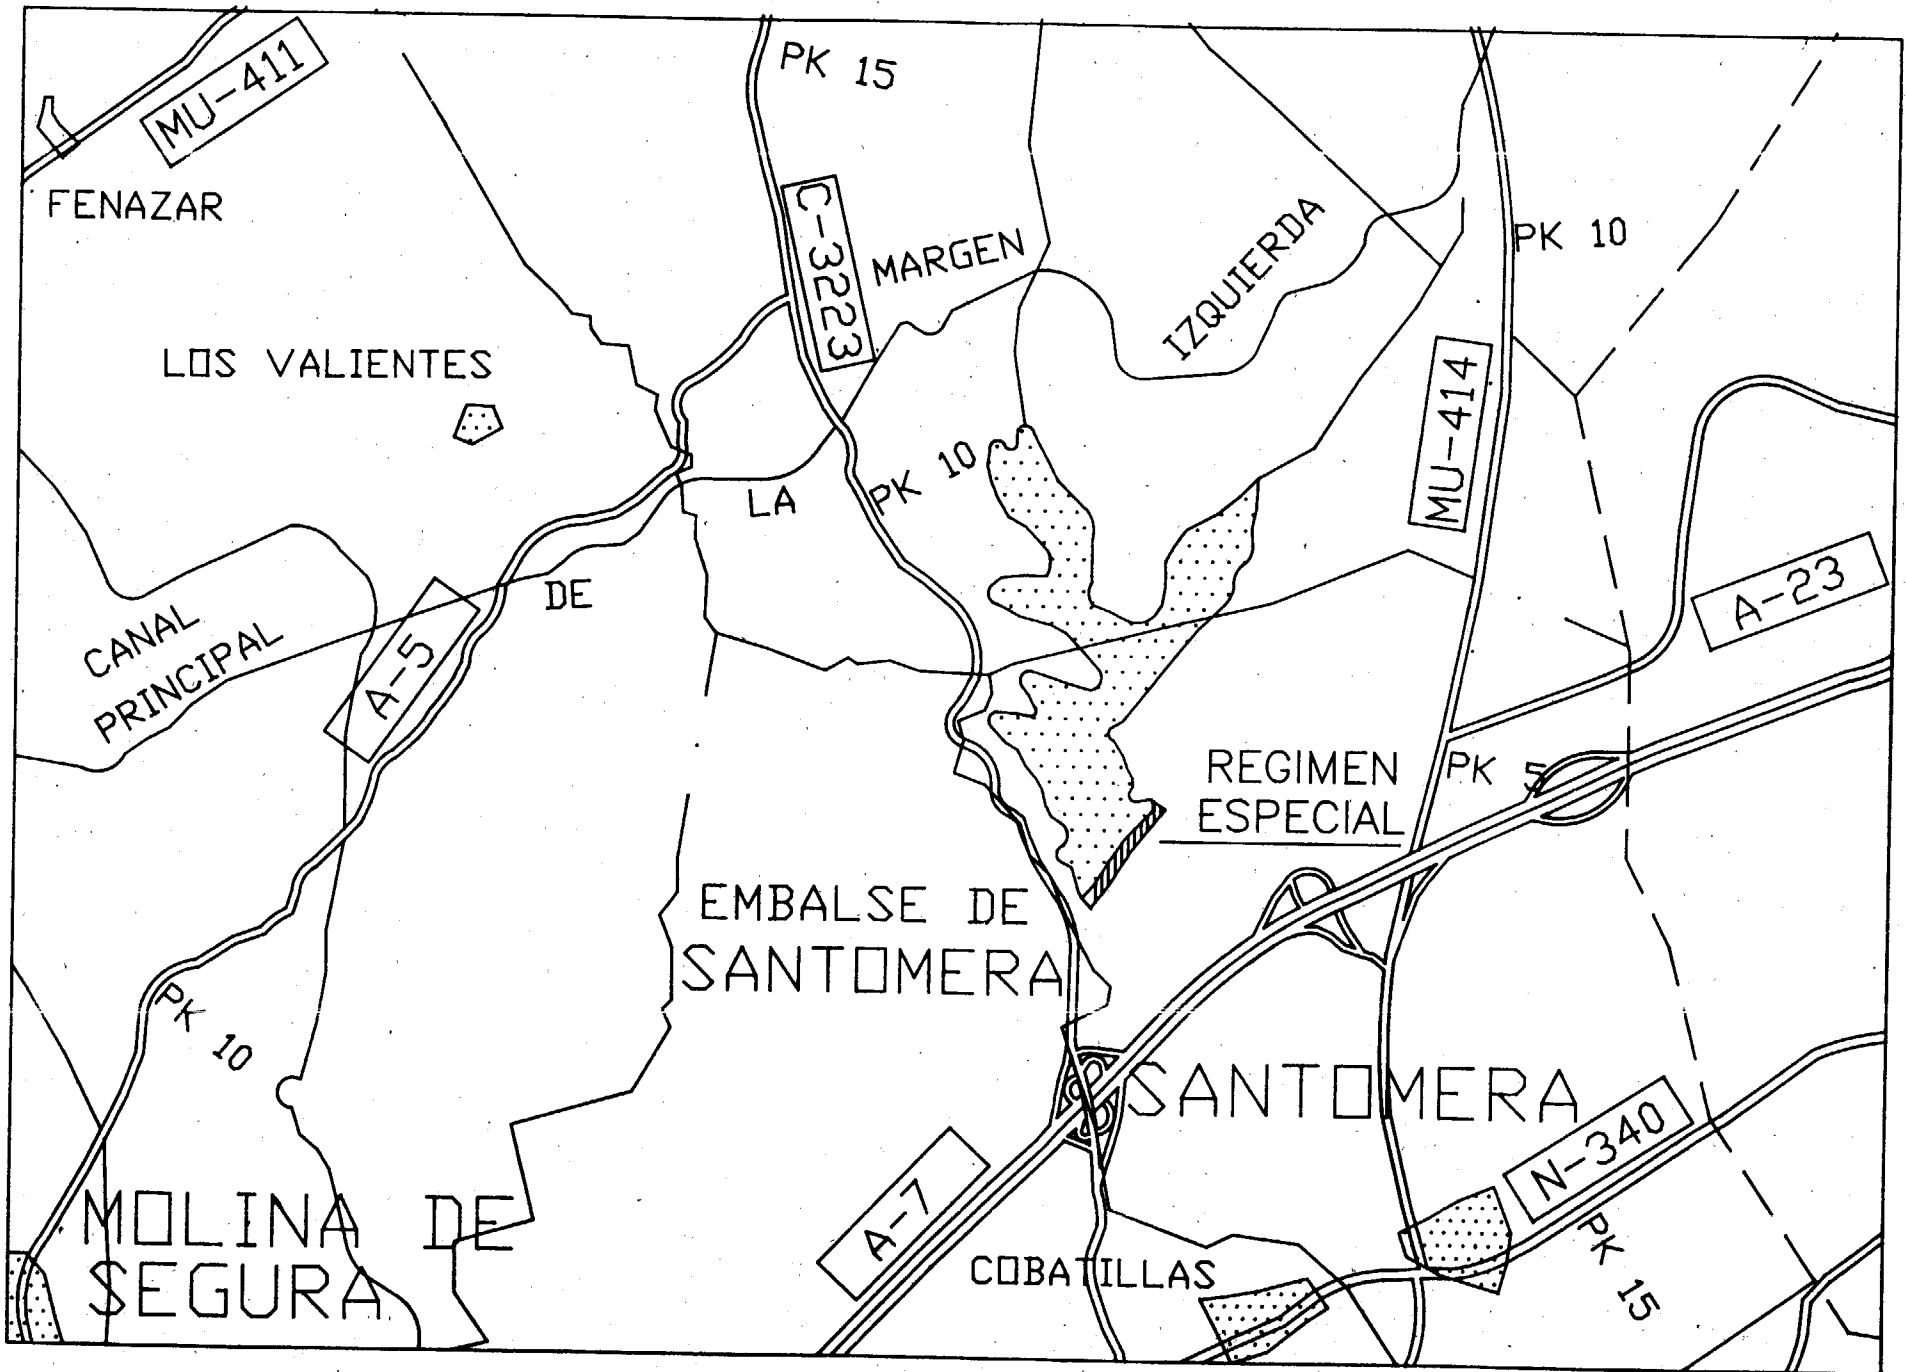 MU-411
PK 15
FENAZAR
C-3223
MARGEN
IZQUIERDA
PK 10
LOS VALIENTES
MU-414
PK 10
LA
DE
A-23
CANAL
PRINCIPAL
A-5
REGIMEN
ESPECIAL
PK 5
EMBALSE DE
SANTOMERA
PK 10
SANTOMERA
N-340
A-7
MOLINA DE
SEGURA
COBATILLAS
PK 15